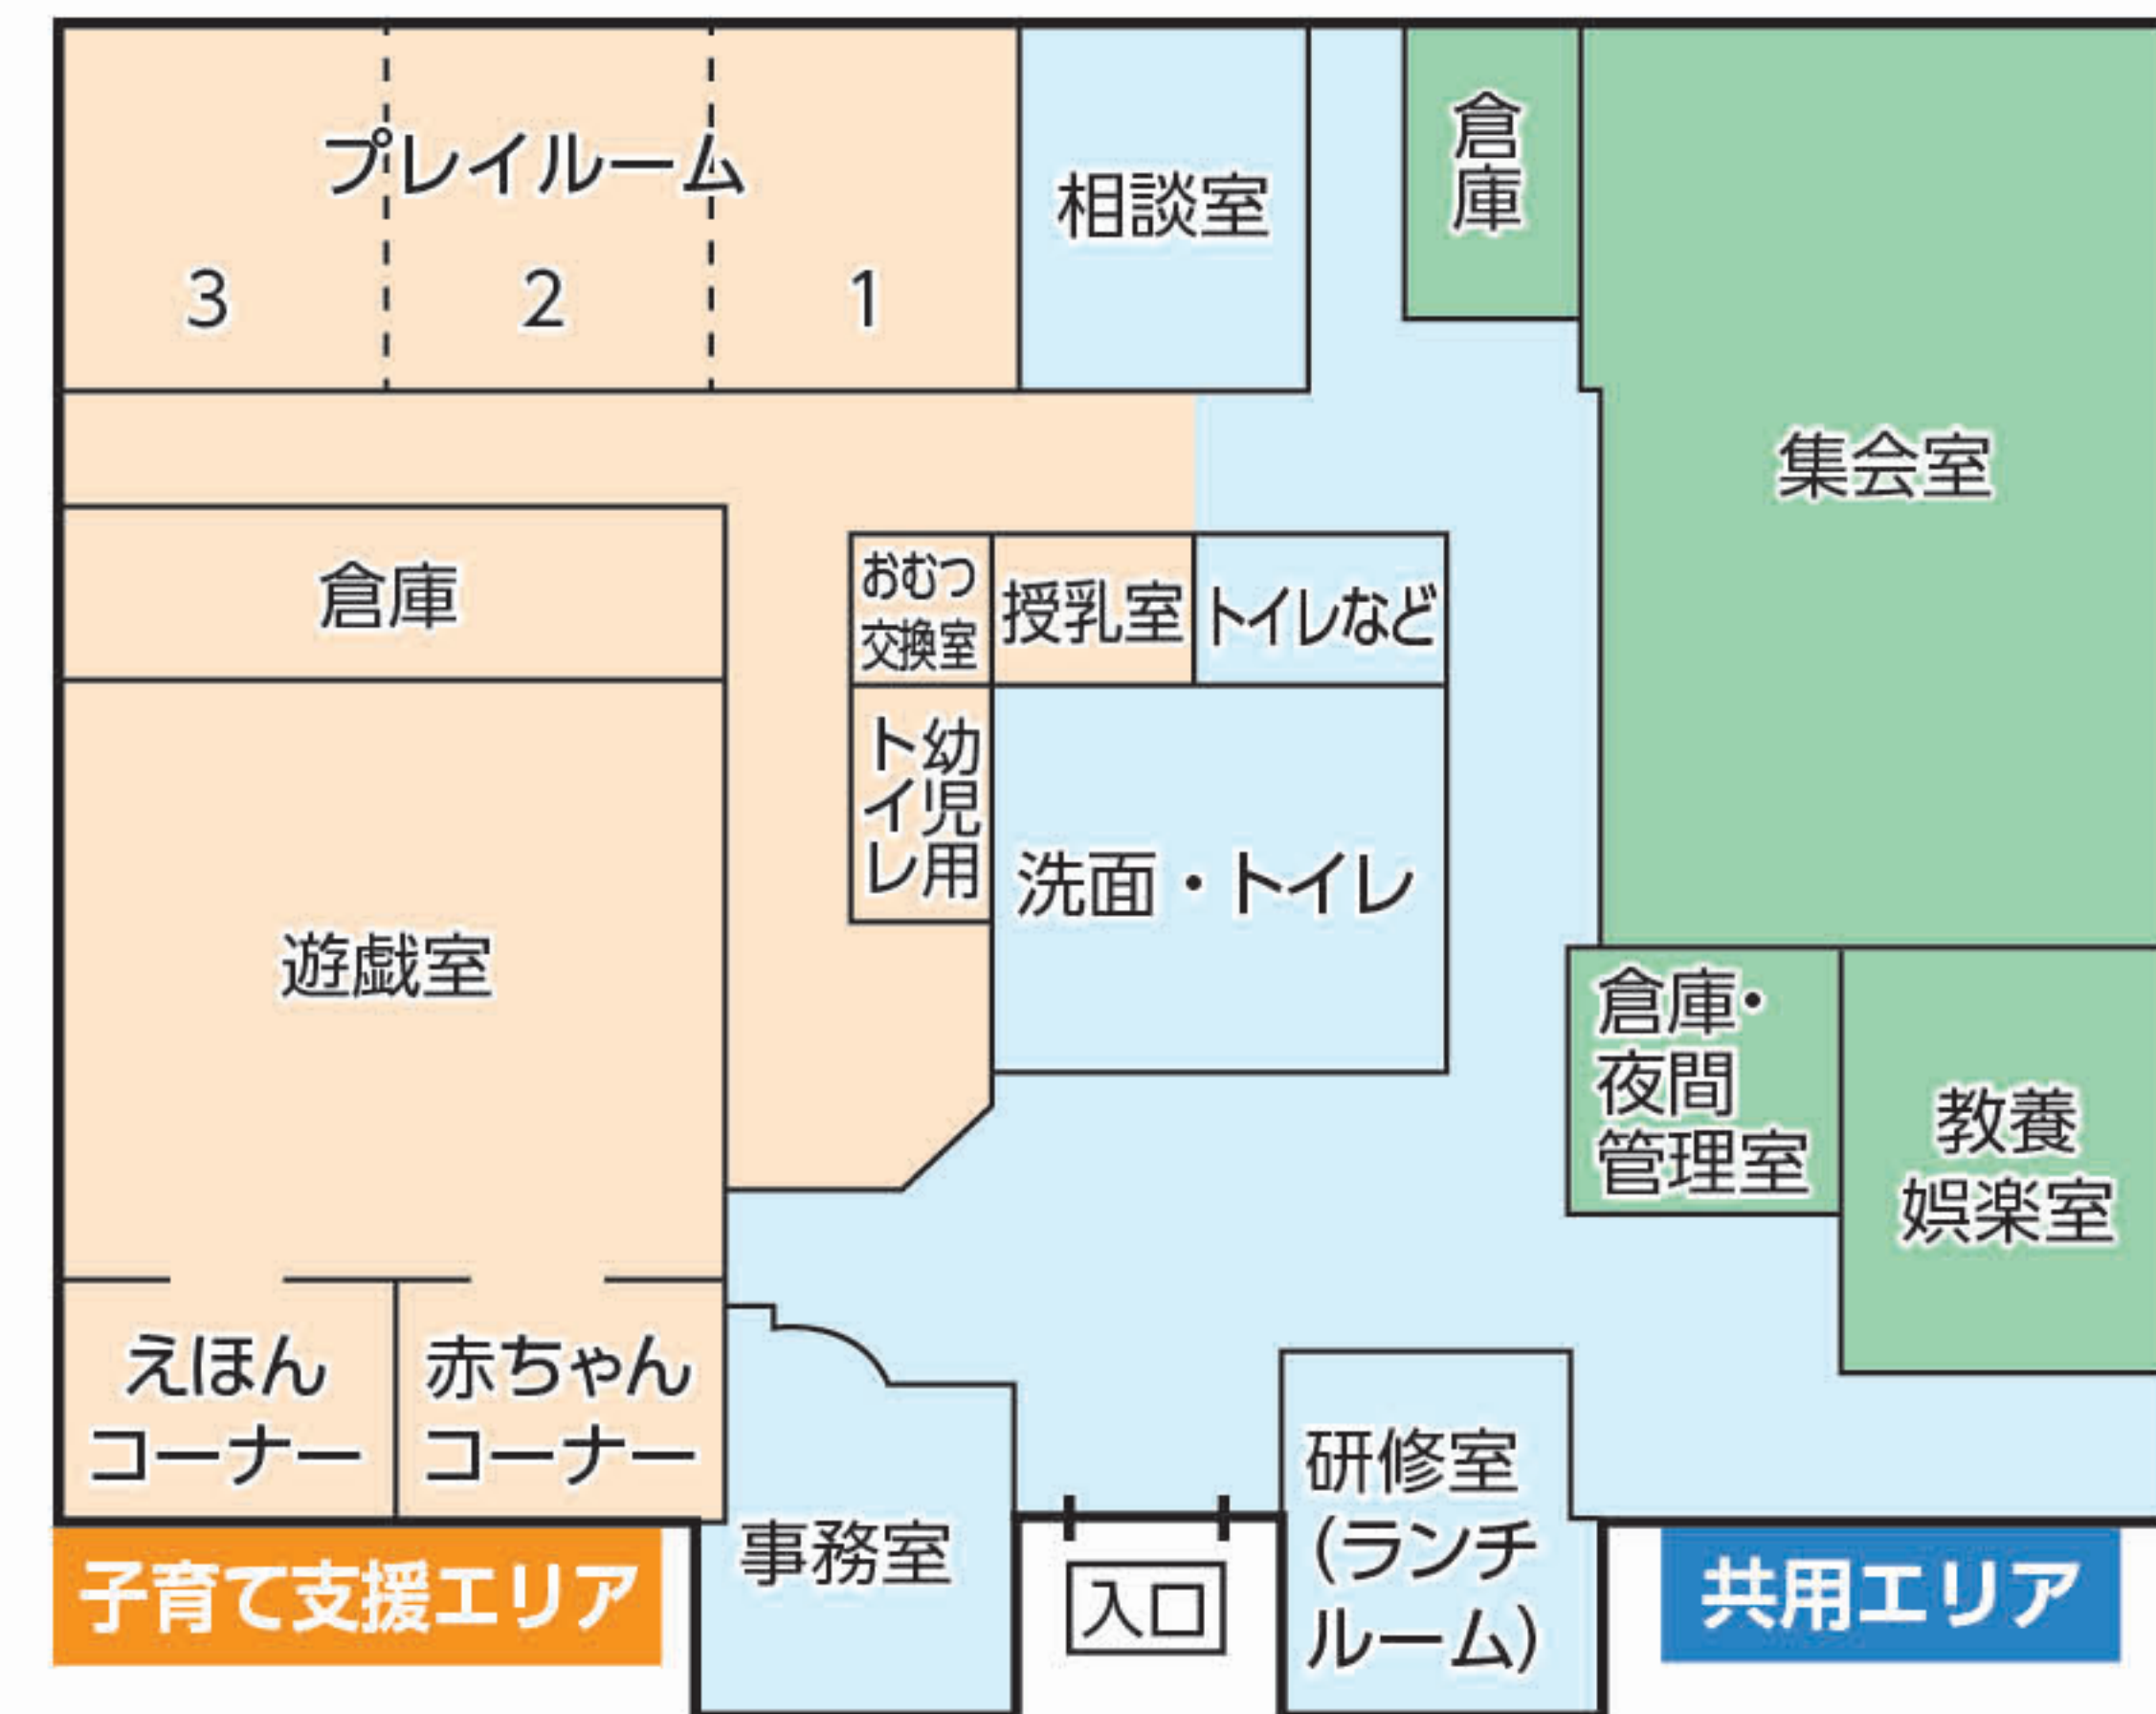 プレイルーム
3
2
1
相談室
倉庫
集会室
倉庫
おむつ
交換室
授乳室
トイレなど
幼児用
トイレ
洗面・トイレ
遊戯室
倉庫・
夜間
管理室
教養
娯楽室
えほん
コーナー
赤ちゃん
コーナー
事務室
研修室
(ランチ
ルーム)
入口
子育て支援エリア
共用エリア